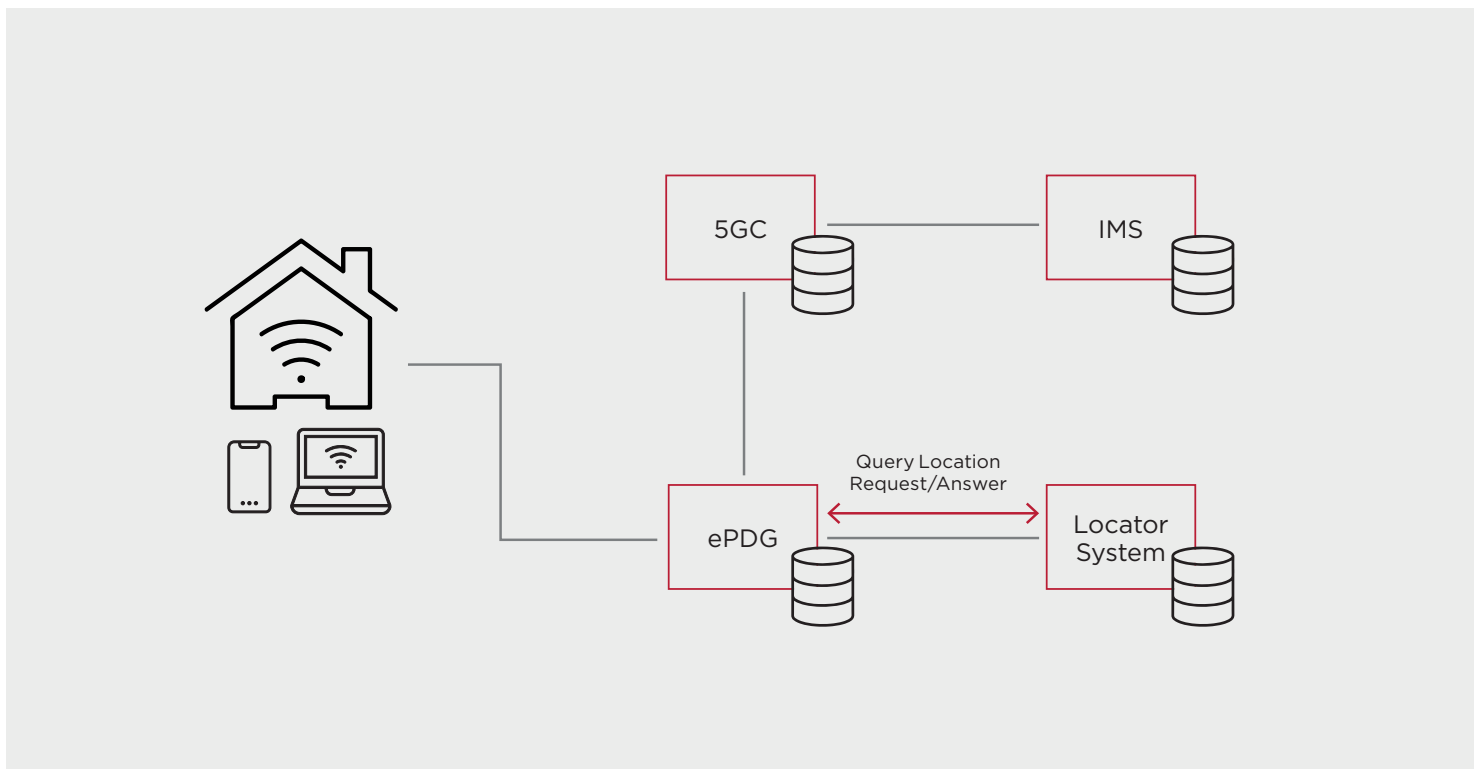 5GC
IMS
Query Location
Request/Answer
ePDG
Locator
System